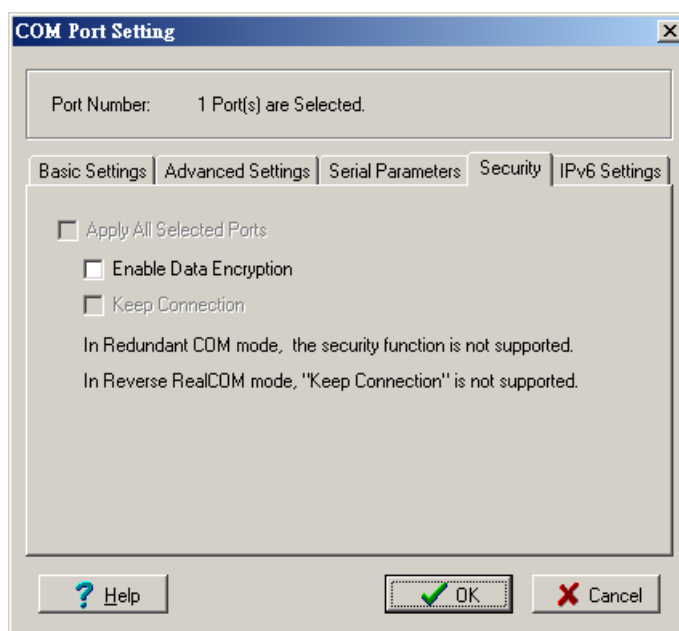 COM Port Setting
Port Number: 1 Port(s) are Selected.
Basic Settings Advanced Settings Serial Parameters Security IPv6 Settings
Apply All Selected Ports
Enable Data Encryption
Keep Connection
In Redundant COM mode, the security function is not supported.
In Reverse RealCOM mode, "Keep Connection" is not supported.
? Help OK Cancel